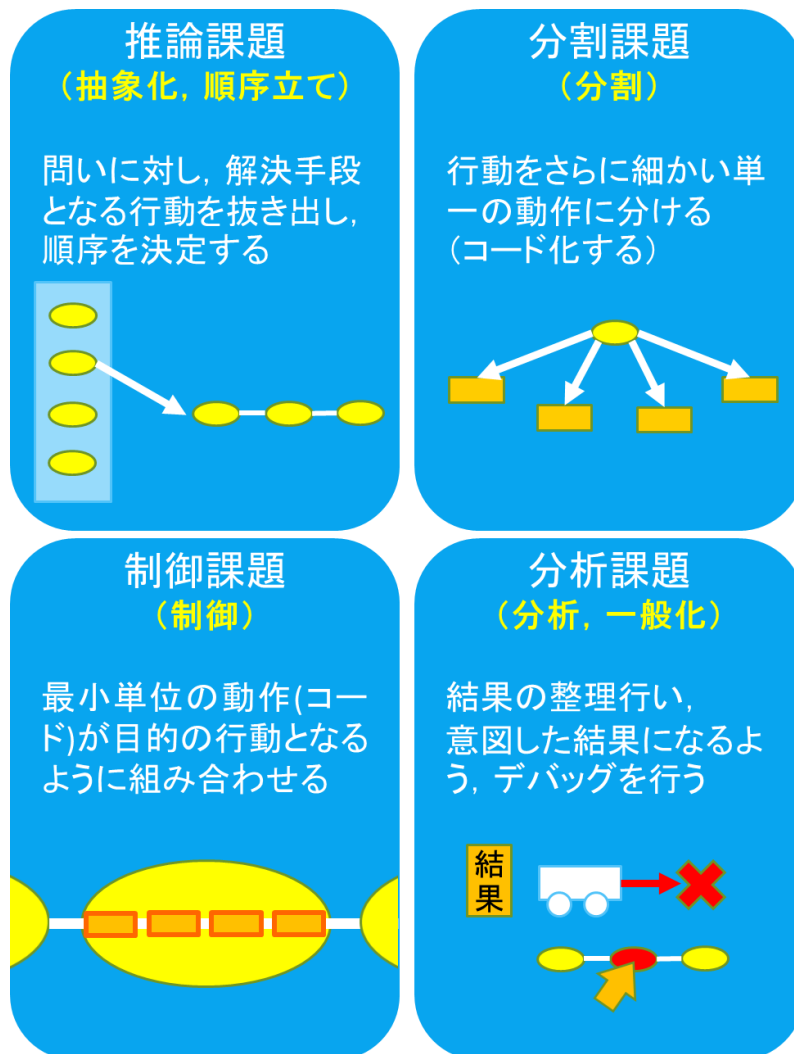 推論課題
（抽象化，順序立て）
問いに対し，解決手段
となる行動を抜き出し，
順序を決定する
分割課題
（分割）
行動をさらに細かい単
一の動作に分ける
（コード化する）
制御課題
（制御）
最小単位の動作(コー
ド)が目的の行動となる
ように組み合わせる
分析課題
（分析，一般化）
結果の整理行い，
意図した結果になるよ
う，デバッグを行う
結果